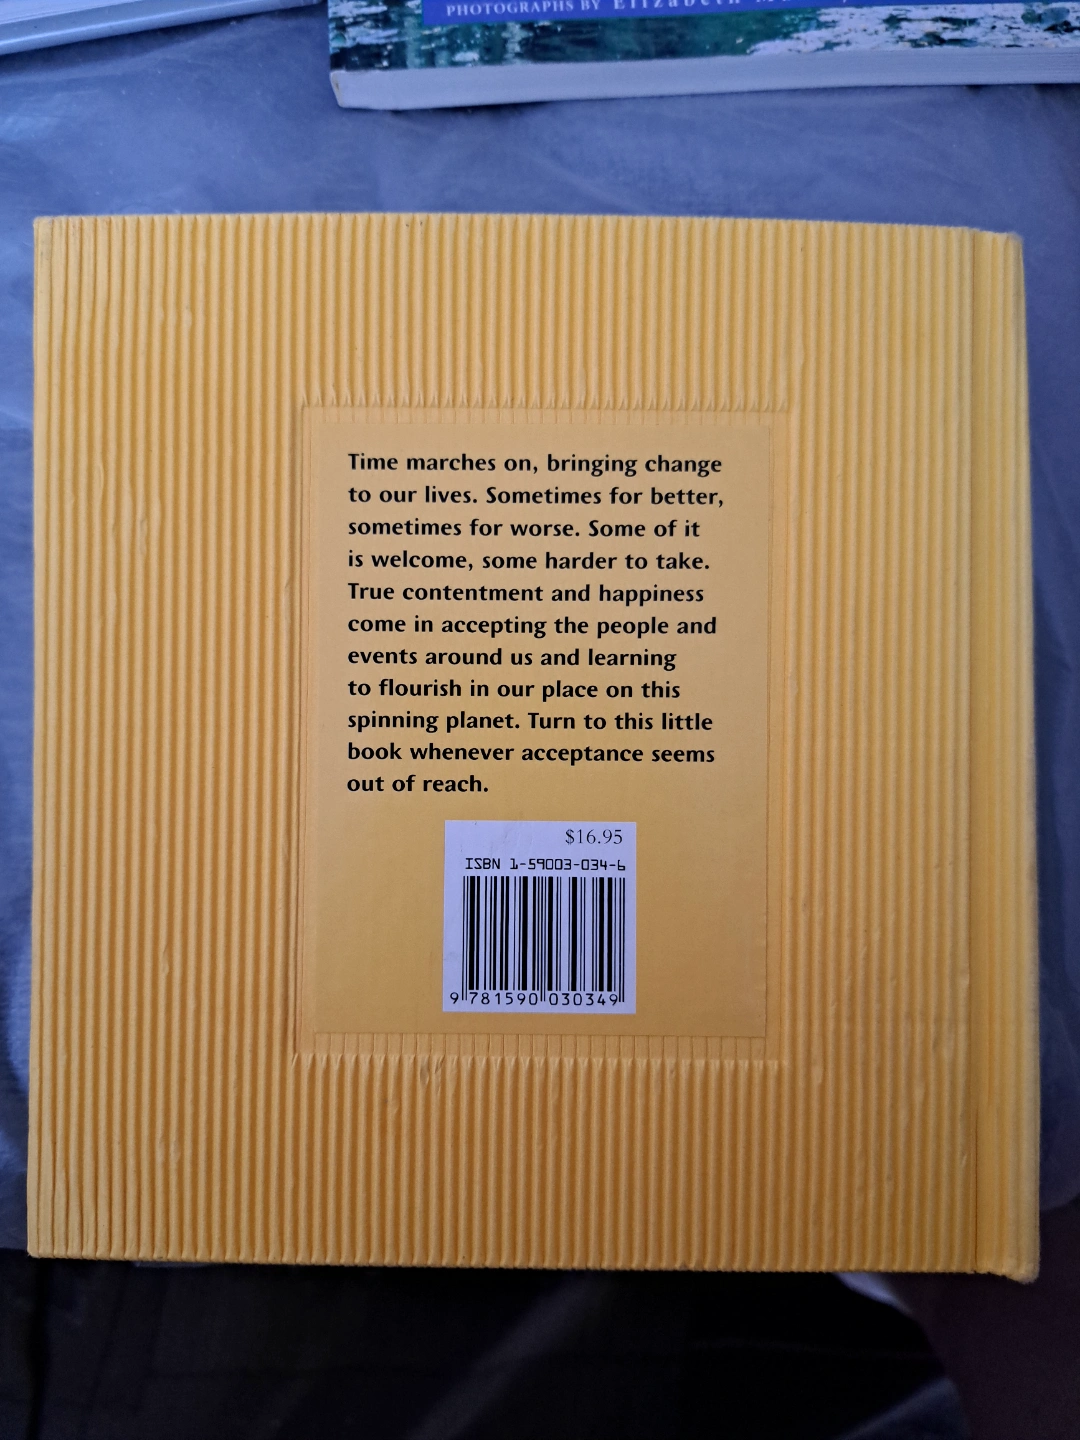 PHOTOGRAPHS BY Elizabeth
Time marches on, bringing change
to our lives. Sometimes for better,
sometimes for worse. Some of it
is welcome, some harder to take.
True contentment and happiness
come in accepting the people and
events around us and learning
to flourish in our place on this
spinning planet. Turn to this little
book whenever acceptance seems
out of reach.
$16.95
ISBN 1-59003-034-6
9 781590 030349